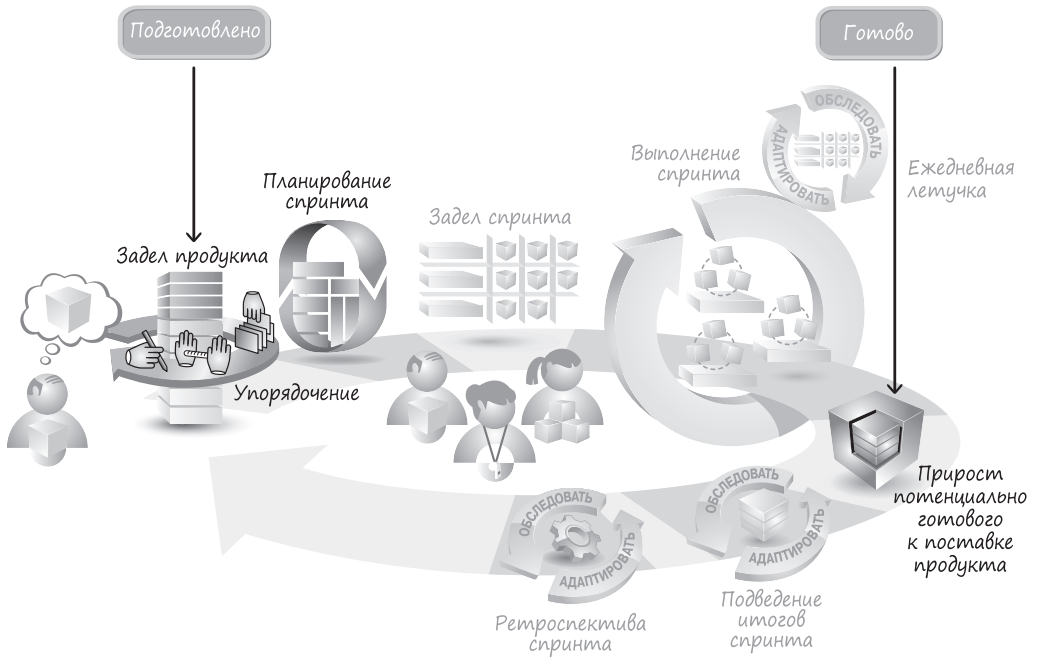 Подготовлено
Готово
ОБСЛЕДОВАТЬ
АДАПТИРОВАТЬ
Выполнение
спринта
Ежедневная
летучка
Планирование
спринта
Задел спринта
Задел продукта
Упорядочение
Прирост
потенциально
готового
к поставке
продукта
ОБСЛЕДОВАТЬ
АДАПТИРОВАТЬ
Подведение
итогов
спринта
ОБСЛЕДОВАТЬ
АДАПТИРОВАТЬ
Ретроспектива
спринта